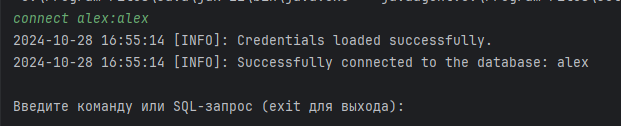 connect alex:alex
2024-10-28 16:55:14 [INFO]: Credentials loaded successfully.
2024-10-28 16:55:14 [INFO]: Successfully connected to the database: alex
Введите команду или SQL-запрос (exit для выхода):